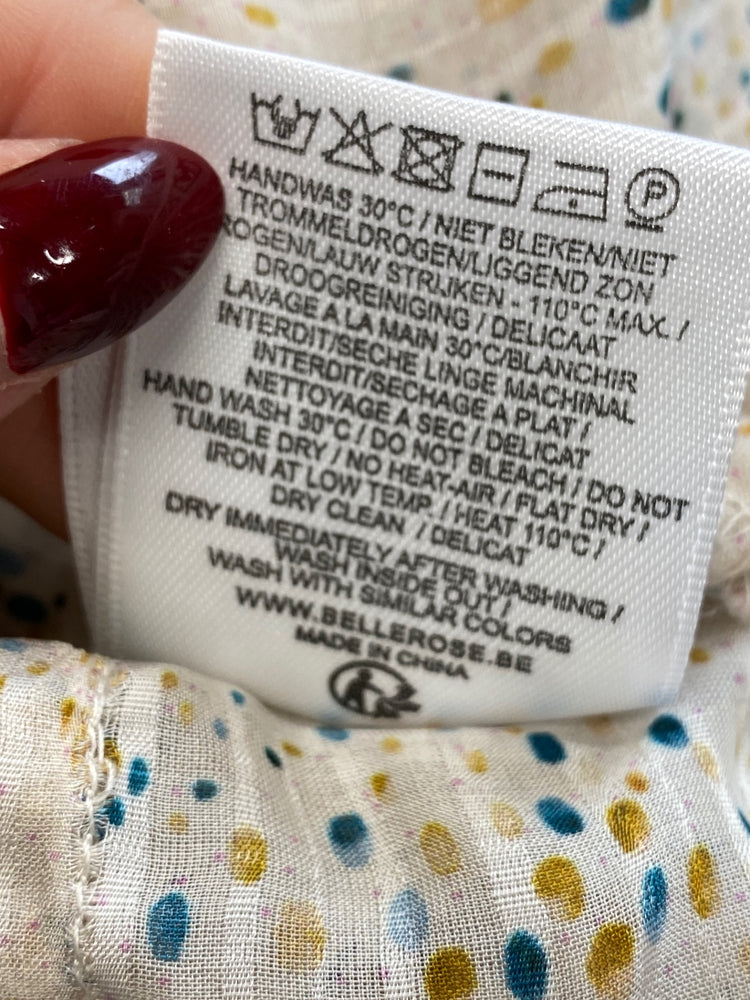 P
HANDWAS 30°C / NIET BLEKEN/NIET
TROMMELDROGEN/LIGGEND ZON
ROGEN/LAUW STRIJKEN - 110°C MAX. /
DROOGREINIGING / DELICAAT
LAVAGE A LA MAIN 30°C/BLANCHIR
INTERDIT/SECHE LINGE MACHINAL
INTERDIT/SECHAGE A PLAT /
NETTOYAGE A SEC / DELICAT
HAND WASH 30°C / DO NOT BLEACH / DO NOT
TUMBLE DRY / NO HEAT-AIR / FLAT DRY /
IRON AT LOW TEMP. / HEAT 110°C /
DRY CLEAN / DELICAT
DRY IMMEDIATELY AFTER WASHING /
WASH INSIDE OUT /
WASH WITH SIMILAR COLORS
WWW.BELLEROSE.BE
MADE IN CHINA